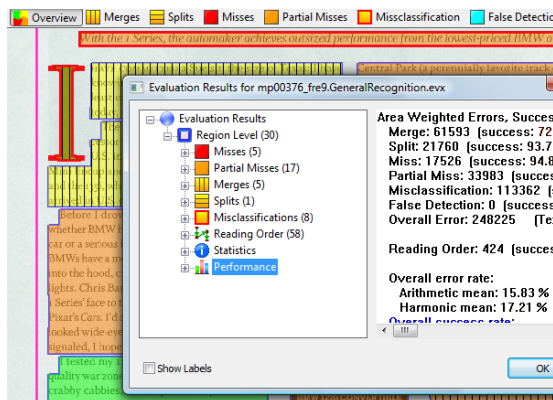 Overview Merges Splits Misses Partial Misses Missclassification False Detectio
With the 1 Series, the automaker achieves outsized performance from the lowest-priced BMW
Central Park (a perennially favorite track
Evaluation Results for mp00376_fre9.GeneralRecognition.evx
Evaluation Results
Region Level (30)
Misses (5)
Partial Misses (17)
Merges (5)
Splits (1)
Misclassifications (8)
Reading Order (58)
Statistics
Performance
Area Weighted Errors, Succes
Merge: 61593 (success: 72
Split: 21760 (success: 93.7
Miss: 17526 (success: 94.8
Partial Miss: 33983 (success
Misclassification: 113362 (
False Detection: 0 (success
Overall Error: 248225 (Te
Reading Order: 424 (succes
Overall error rate:
Arithmetic mean: 15.83 %
Harmonic mean: 17.21 %
Overall success rate:
Before I drov
whether BMW h
car or a serious
BMWs have a m
into the hood, c
lights. Chris Ba
1 Series' face to t
Pixar's Cars. I'd
looked wide-eye
signaled, I hope
I tested my
quality war zone
crabby cabbies
Show Labels
OK